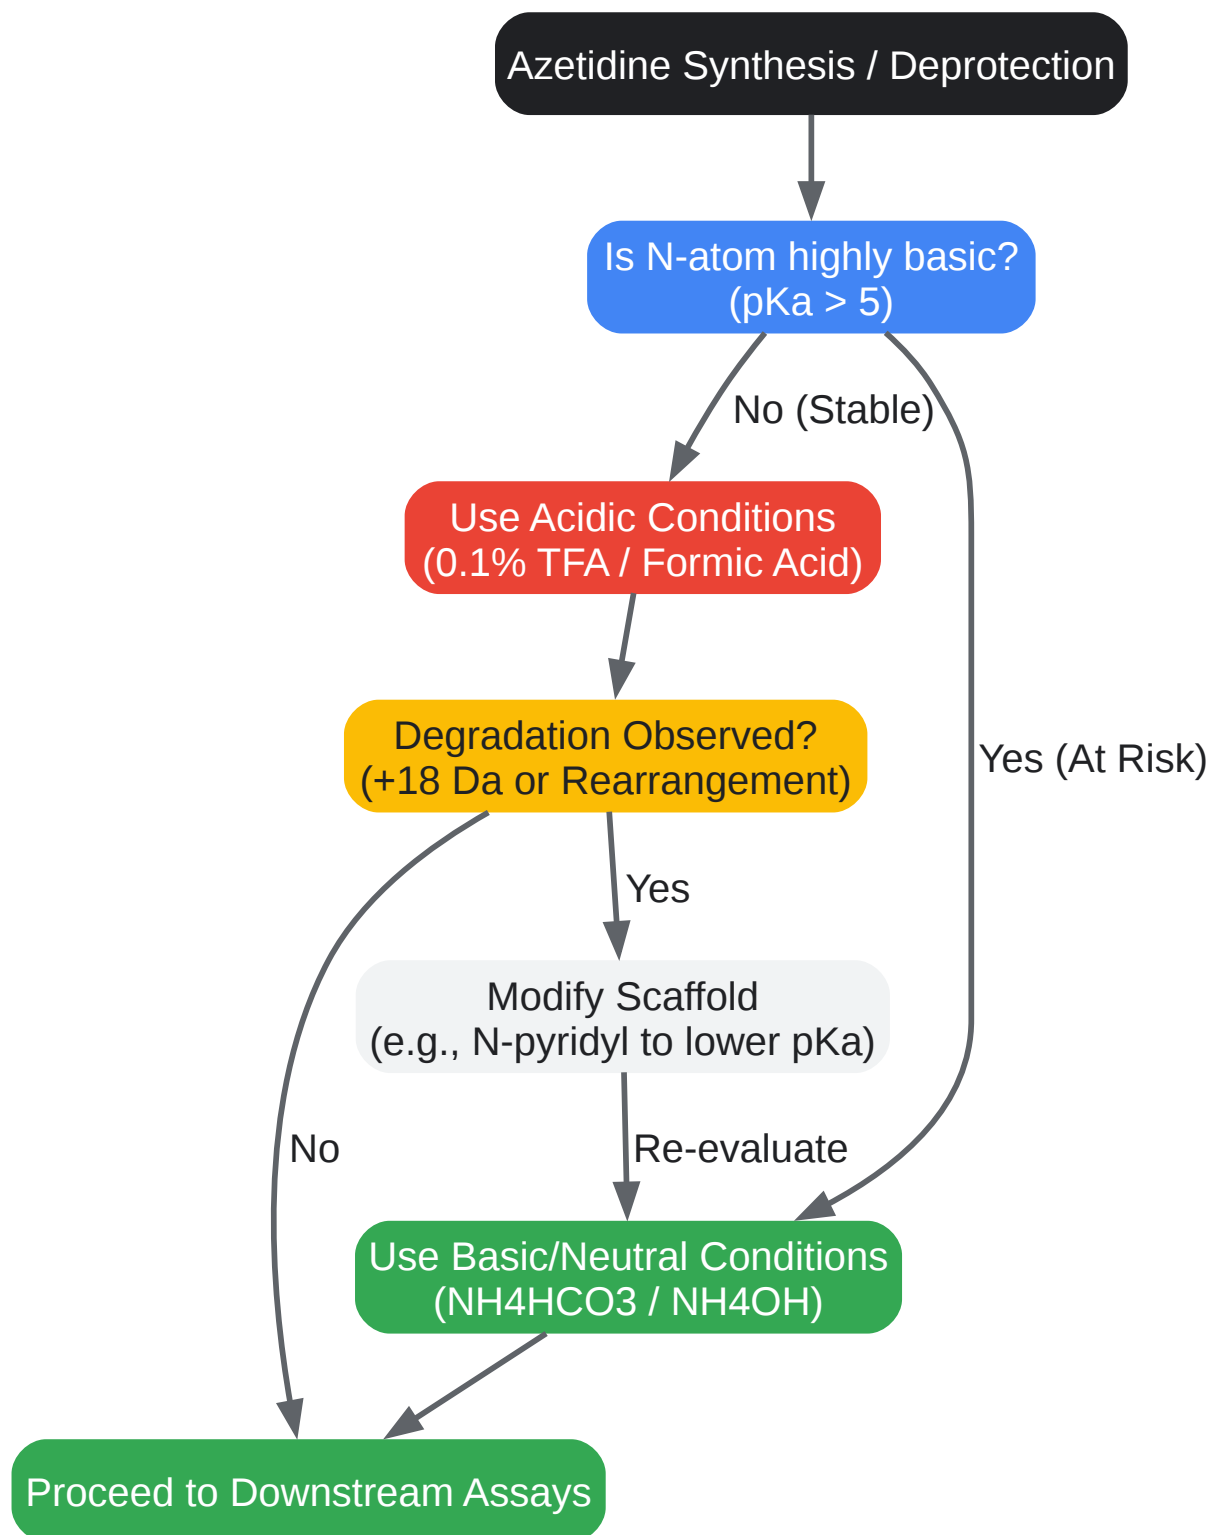 Azetidine Synthesis / Deprotection
Is N-atom highly basic?
(pKa > 5)
No (Stable)
Use Acidic Conditions
(0.1% TFA / Formic Acid)
Degradation Observed?
(+18 Da or Rearrangement)
Yes (At Risk)
Yes
Modify Scaffold
(e.g., N-pyridyl to lower pKa)
No
Re-evaluate
Use Basic/Neutral Conditions
(NH4HCO3 / NH4OH)
Proceed to Downstream Assays